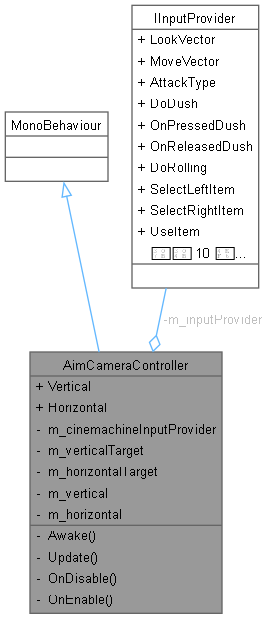 IInputProvider
+ LookVector
+ MoveVector
+ AttackType
+ DoDush
+ OnPressedDush
+ OnReleasedDush
+ DoRolling
+ SelectLeftItem
+ SelectRightItem
+ UseItem
10 ...
MonoBehaviour
-m_inputProvider
AimCameraController
+ Vertical
+ Horizontal
- m_cinemachineInputProvider
- m_verticalTarget
- m_horizontalTarget
- m_vertical
- m_horizontal
- Awake()
- Update()
- OnDisable()
- OnEnable()